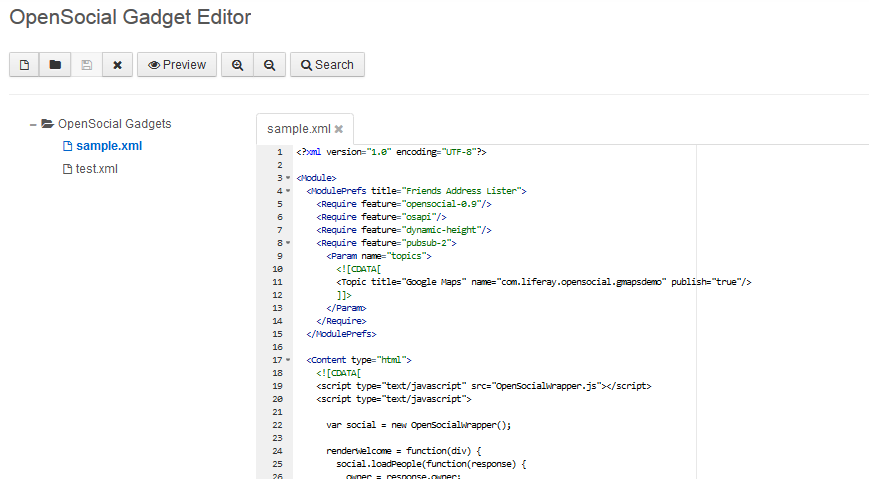 OpenSocial Gadget Editor
Preview Search
OpenSocial Gadgets
sample.xml
test.xml
sample.xml
1 <?xml version="1.0" encoding="UTF-8"?>
2
3 <Module>
4 <ModulePrefs title="Friends Address Lister">
5 <Require feature="opensocial-0.9"/>
6 <Require feature="osapi"/>
7 <Require feature="dynamic-height"/>
8 <Require feature="pubsub-2">
9 <Param name="topics">
10 <![CDATA[
11 <Topic title="Google Maps" name="com.liferay.opensocial.gmapsdemo" publish="true"/>
12 ]]>
13 </Param>
14 </Require>
15 </ModulePrefs>
16
17 <Content type="html">
18 <![CDATA[
19 <script type="text/javascript" src="OpenSocialWrapper.js"></script>
20 <script type="text/javascript">
21
22 var social = new OpenSocialWrapper();
23
24 renderWelcome = function(div) {
25 social.loadPeople(function(response) {
26 owner = response.owner;